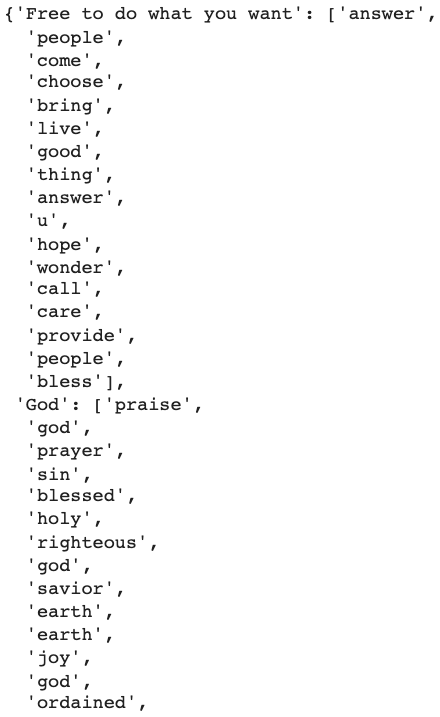 {'Free to do what you want': ['answer',
'people',
'come',
'choose',
'bring',
'live',
'good',
'thing',
'answer',
'u',
'hope',
'wonder',
'call',
'care',
'provide',
'people',
'bless'],
'God': ['praise',
'god',
'prayer',
'sin',
'blessed',
'holy',
'righteous',
'god',
'savior',
'earth',
'earth',
'joy',
'god',
'ordained',